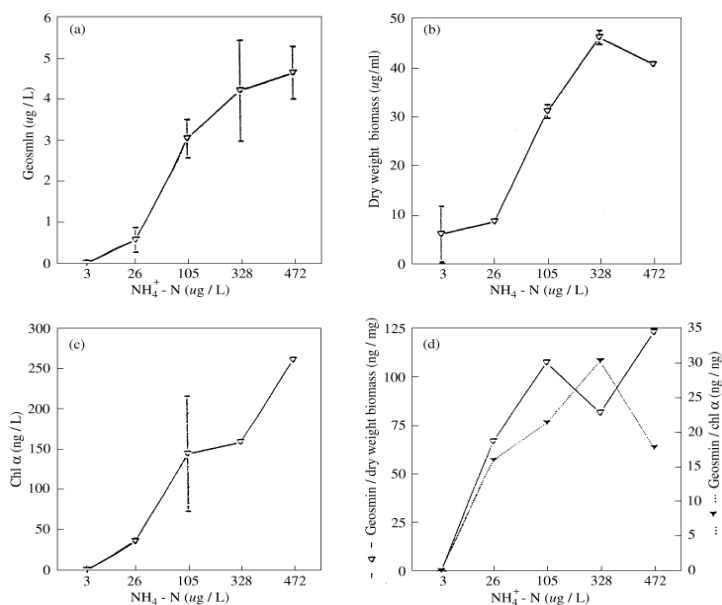 (a)
Geosmin (ug / L)
6
5
4
3
2
1
0
3 26 105 328 472
NH₄⁺ - N (ug / L)
(b)
Dry weight biomass (ug/ml)
50
40
30
20
10
0
3 26 105 328 472
NH₄ - N (ug / L)
(c)
Chl α (ng / L)
300
250
200
150
100
50
0
3 26 105 328 472
NH₄ - N (ug / L)
(d)
Geosmin / dry weight biomass (ng / mg)
125
100
75
50
25
0
35
30
25
20
15
10
5
0
Geosmin / chl α (ng / ng)
3 26 105 328 472
NH₄⁺ - N (ug / L)